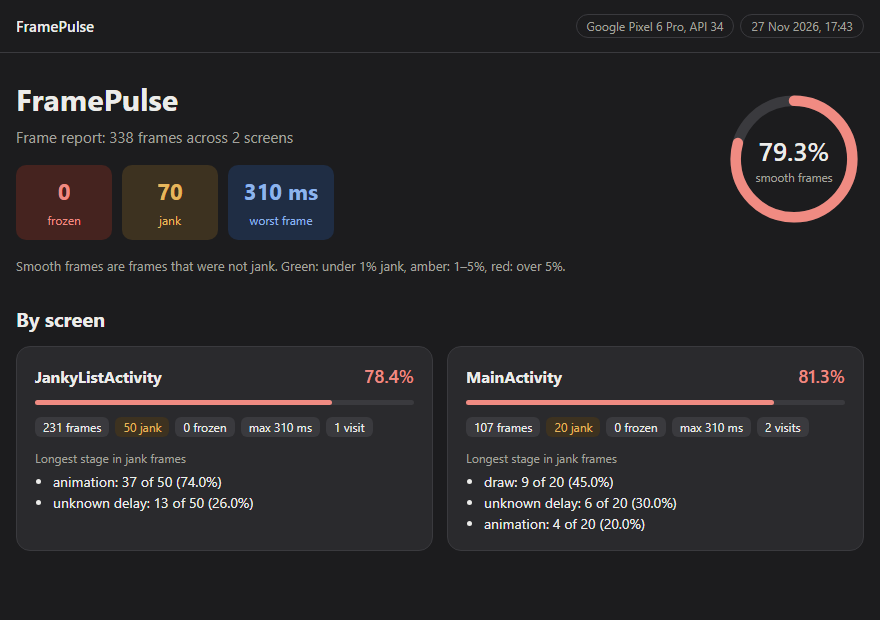 FramePulse
Google Pixel 6 Pro, API 34
27 Nov 2026, 17:43
FramePulse
Frame report: 338 frames across 2 screens
0
frozen
70
jank
310 ms
worst frame
79.3%
smooth frames
Smooth frames are frames that were not jank. Green: under 1% jank, amber: 1–5%, red: over 5%.
By screen
JankyListActivity
78.4%
231 frames
50 jank
0 frozen
max 310 ms
1 visit
Longest stage in jank frames
• animation: 37 of 50 (74.0%)
• unknown delay: 13 of 50 (26.0%)
MainActivity
81.3%
107 frames
20 jank
0 frozen
max 310 ms
2 visits
Longest stage in jank frames
• draw: 9 of 20 (45.0%)
• unknown delay: 6 of 20 (30.0%)
• animation: 4 of 20 (20.0%)